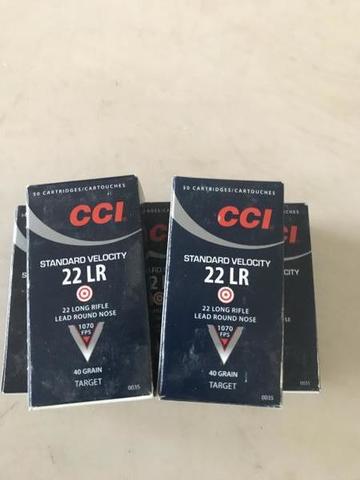 50 CARTRIDGES/CARTOUCHES
CCI
STANDARD VELOCITY
22 LR
22 LONG RIFLE
LEAD ROUND NOSE
1070
FPS
40 GRAIN
TARGET
0035
50 CARTRIDGES/CARTOUCHES
CCI
STANDARD VELOCITY
22 LR
22 LONG RIFLE
LEAD ROUND NOSE
1070
FPS
40 GRAIN
TARGET
0035
CCI